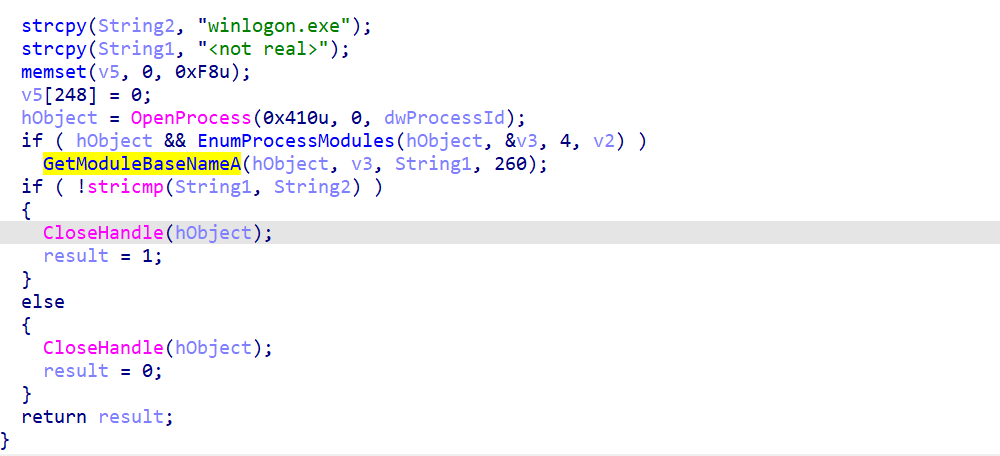 strcpy(String2, "winlogon.exe");
strcpy(String1, "<not real>");
memset(v5, 0, 0xF8u);
v5[248] = 0;
hObject = OpenProcess(0x410u, 0, dwProcessId);
if ( hObject && EnumProcessModules(hObject, &v3, 4, v2) )
GetModuleBaseNameA(hObject, v3, String1, 260);
if ( !stricmp(String1, String2) )
{
CloseHandle(hObject);
result = 1;
}
else
{
CloseHandle(hObject);
result = 0;
}
return result;
}